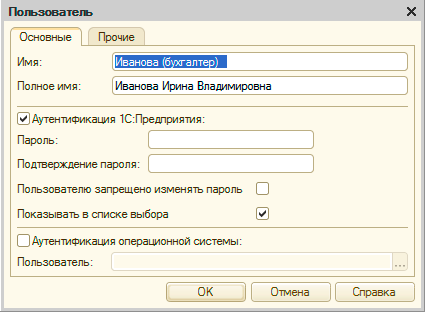 Пользователь
Основные Прочие
Имя: Иванова (бухгалтер)
Полное имя: Иванова Ирина Владимировна
Аутентификация 1С:Предприятия:
Пароль:
Подтверждение пароля:
Пользователю запрещено изменять пароль
Показывать в списке выбора
Аутентификация операционной системы:
Пользователь: ...
OK Отмена Справка